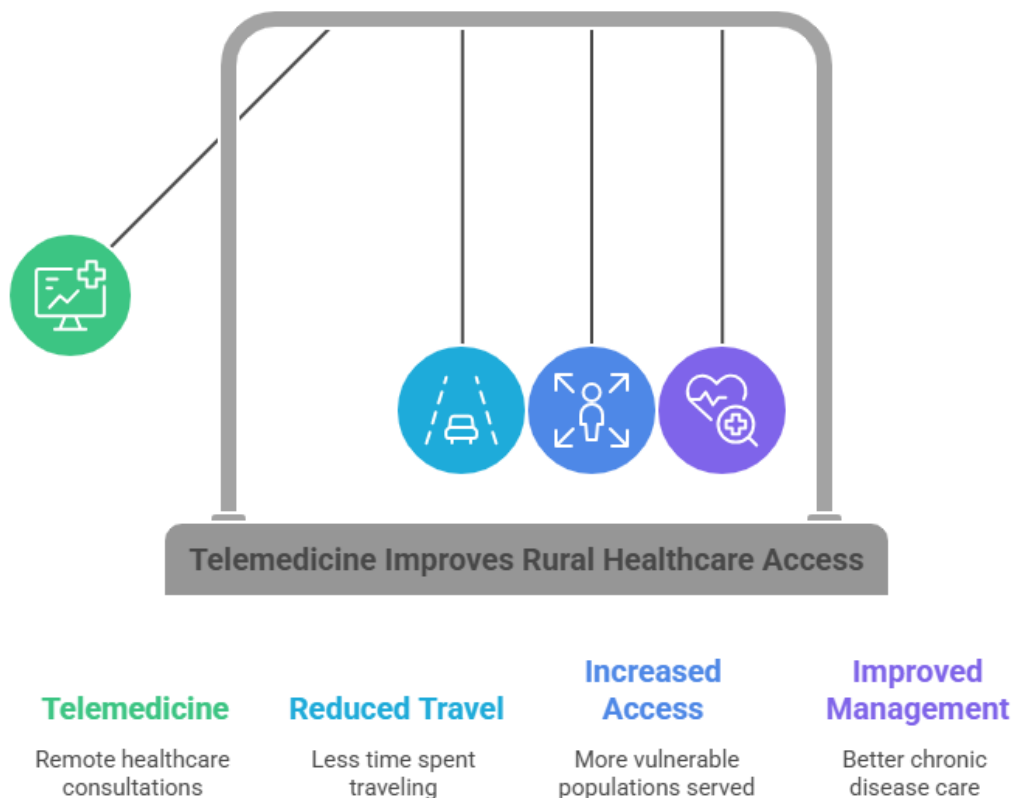 Telemedicine Improves Rural Healthcare Access
Telemedicine
Remote healthcare
consultations
Reduced Travel
Less time spent
traveling
Increased
Access
More vulnerable
populations served
Improved
Management
Better chronic
disease care